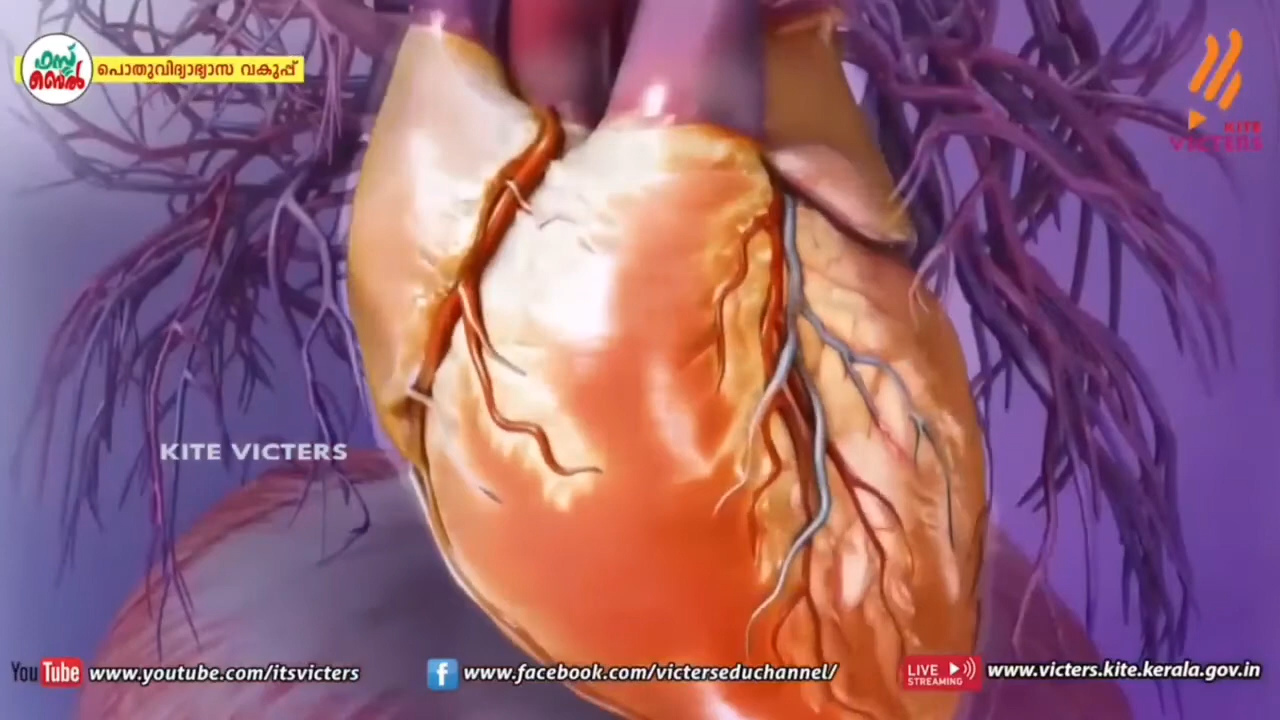 ഫസ്റ്റ്
ബെൽ
പൊതുവിദ്യാഭ്യാസ വകുപ്പ്
KITE
VICTERS
KITE VICTERS
YouTube www.youtube.com/itsvicters
f www.facebook.com/victerseduchannel/
LIVE
STREAMING
www.victers.kite.kerala.gov.in